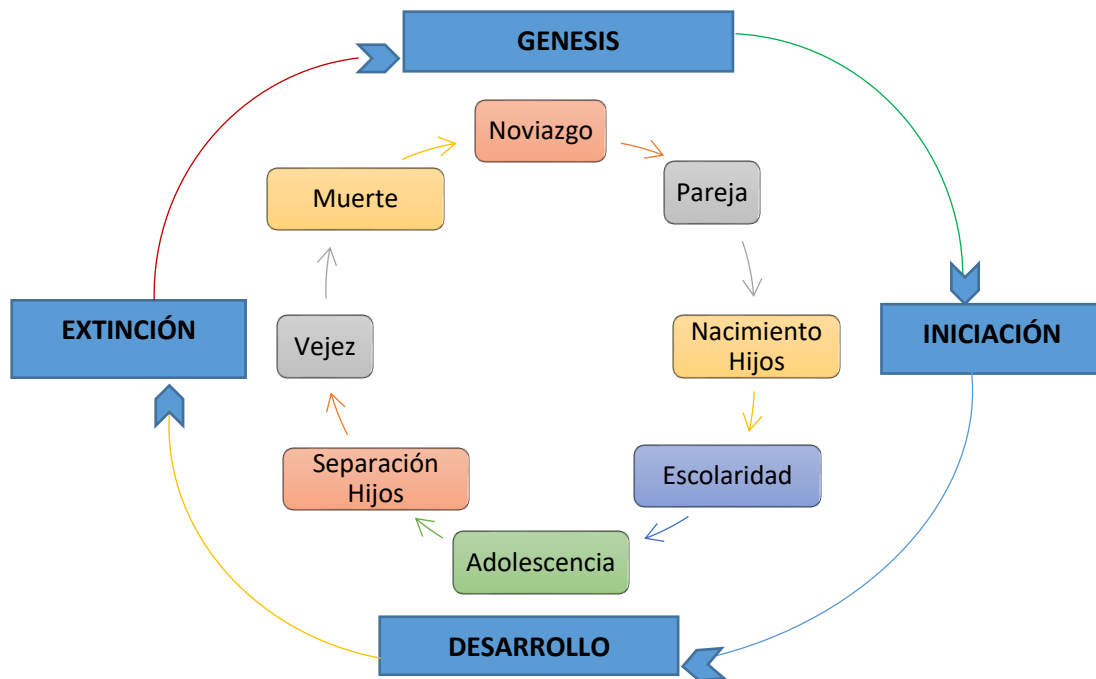 GENESIS
Noviazgo
Pareja
Muerte
EXTINCIÓN
INICIACIÓN
Vejez
Nacimiento
Hijos
Separación
Hijos
Escolaridad
Adolescencia
DESARROLLO